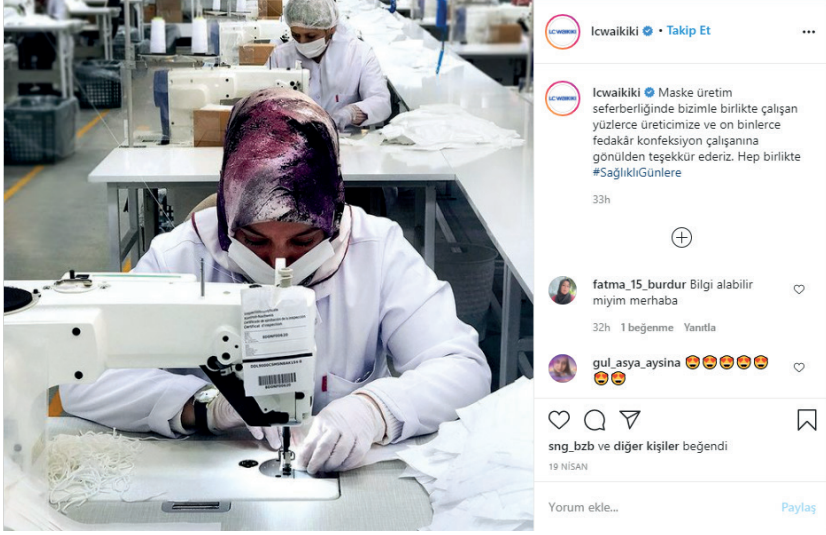 lcwaikiki • Takip Et
LC WAIKIKI
lcwaikiki Maske üretim
seferberliğinde bizimle birlikte çalışan
yüzlerce üreticimize ve on binlerce
fedakâr konfeksiyon çalışanına
gönülden teşekkür ederiz. Hep birlikte
#SağlıklıGünlere
33h
fatma_15_burdur Bilgi alabilir
miyim merhaba
32h 1 beğenme Yanıtla
gul_asya_aysina 😍😍😍😍😍
😍😍
sng_bzb ve diğer kişiler beğendi
19 NİSAN
Yorum ekle...
Paylaş